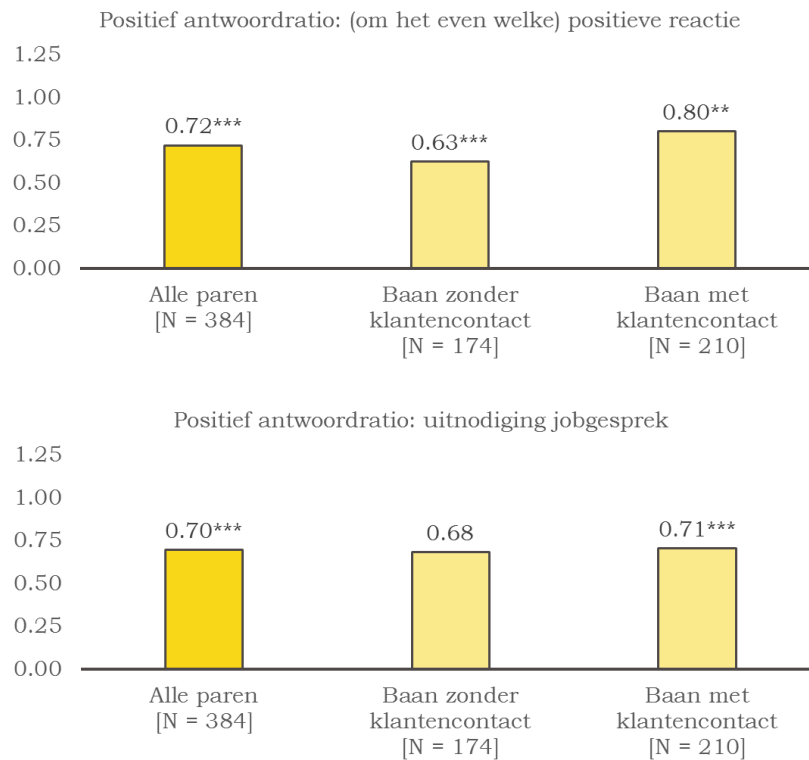 Positief antwoordratio: (om het even welke) positieve reactie
1.25
1.00
0.75
0.50
0.25
0.00
0.72***
0.63***
0.80**
Alle paren
[N = 384]
Baan zonder
klantencontact
[N = 174]
Baan met
klantencontact
[N = 210]
Positief antwoordratio: uitnodiging jobgesprek
1.25
1.00
0.75
0.50
0.25
0.00
0.70***
0.68
0.71***
Alle paren
[N = 384]
Baan zonder
klantencontact
[N = 174]
Baan met
klantencontact
[N = 210]